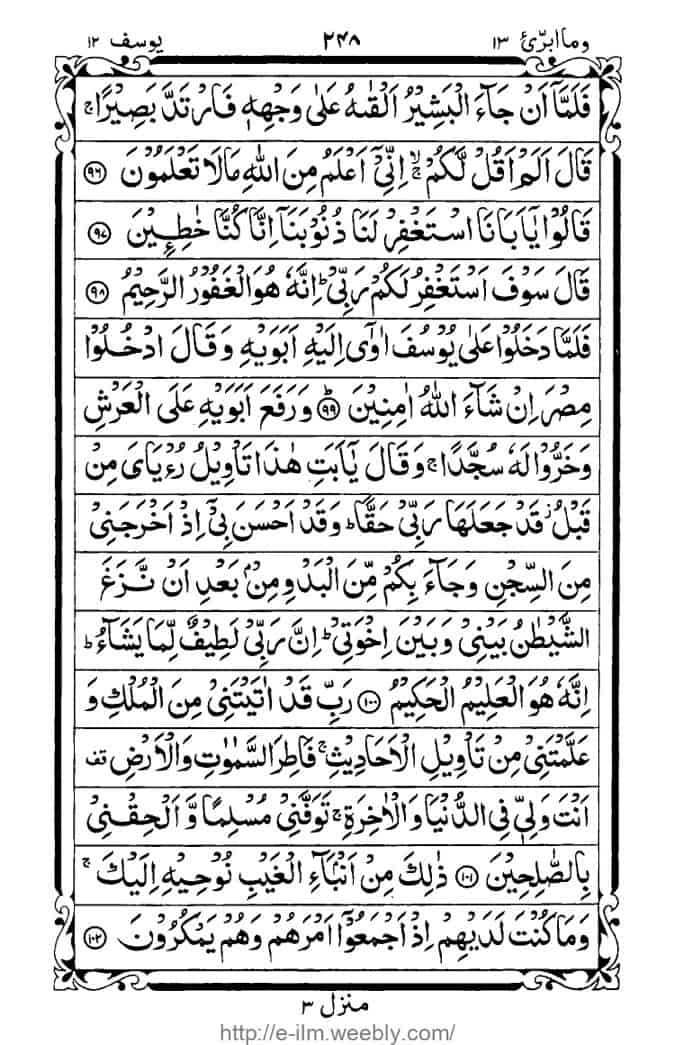 وما ابرئ ١٣ ٢٤٨ يوسف ١٢
فَلَمَّآ اَنْ جَآءَ الْبَشِيْرُ اَلْقٰىهُ عَلٰى وَجْهِهٖ فَارْتَدَّ بَصِيْرًا ۚ
قَالَ اَلَمْ اَقُلْ لَّكُمْ ۙۚ اِنِّيْٓ اَعْلَمُ مِنَ اللّٰهِ مَا لَا تَعْلَمُوْنَ ﴿٩٦﴾
قَالُوْا يٰٓاَبَانَا اسْتَغْفِرْ لَنَا ذُنُوْبَنَآ اِنَّا كُنَّا خٰطِـِٕيْنَ ﴿٩٧﴾
قَالَ سَوْفَ اَسْتَغْفِرُ لَكُمْ رَبِّيْ ؕ اِنَّهٗ هُوَ الْغَفُوْرُ الرَّحِيْمُ ﴿٩٨﴾
فَلَمَّا دَخَلُوْا عَلٰى يُوْسُفَ اٰوٰٓى اِلَيْهِ اَبَوَيْهِ وَقَالَ ادْخُلُوْا
مِصْرَ اِنْ شَآءَ اللّٰهُ اٰمِنِيْنَ ﴿٩٩﴾ ؕ وَرَفَعَ اَبَوَيْهِ عَلَى الْعَرْشِ
وَخَرُّوْا لَهٗ سُجَّدًا ۚ وَقَالَ يٰٓاَبَتِ هٰذَا تَاْوِيْلُ رُءْيَايَ مِنْ
قَبْلُ ۫ قَدْ جَعَلَهَا رَبِّيْ حَقًّا ؕ وَقَدْ اَحْسَنَ بِيْٓ اِذْ اَخْرَجَنِيْ
مِنَ السِّجْنِ وَجَآءَ بِكُمْ مِّنَ الْبَدْوِ مِنْۢ بَعْدِ اَنْ نَّزَغَ
الشَّيْطٰنُ بَيْنِيْ وَبَيْنَ اِخْوَتِيْ ؕ اِنَّ رَبِّيْ لَطِيْفٌ لِّمَا يَشَآءُ ؕ
اِنَّهٗ هُوَ الْعَلِيْمُ الْحَكِيْمُ ﴿١٠٠﴾ رَبِّ قَدْ اٰتَيْتَنِيْ مِنَ الْمُلْكِ وَ
عَلَّمْتَنِيْ مِنْ تَاْوِيْلِ الْاَحَادِيْثِ ۚ فَاطِرَ السَّمٰوٰتِ وَالْاَرْضِ قف
اَنْتَ وَلِيّٖ فِي الدُّنْيَا وَالْاٰخِرَةِ ۚ تَوَفَّنِيْ مُسْلِمًا وَّ اَلْحِقْنِيْ
بِالصّٰلِحِيْنَ ﴿١٠١﴾ ذٰلِكَ مِنْ اَنْۢبَآءِ الْغَيْبِ نُوْحِيْهِ اِلَيْكَ ۚ
وَمَا كُنْتَ لَدَيْهِمْ اِذْ اَجْمَعُوْٓا اَمْرَهُمْ وَهُمْ يَمْكُرُوْنَ ﴿١٠٢﴾
منزل ٣
http://e-ilm.weebly.com/